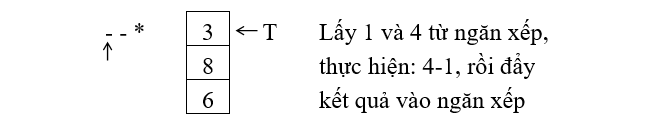 - - * 3 ← T Lấy 1 và 4 từ ngăn xếp,
↑ 8 thực hiện: 4-1, rồi đẩy
6 kết quả vào ngăn xếp